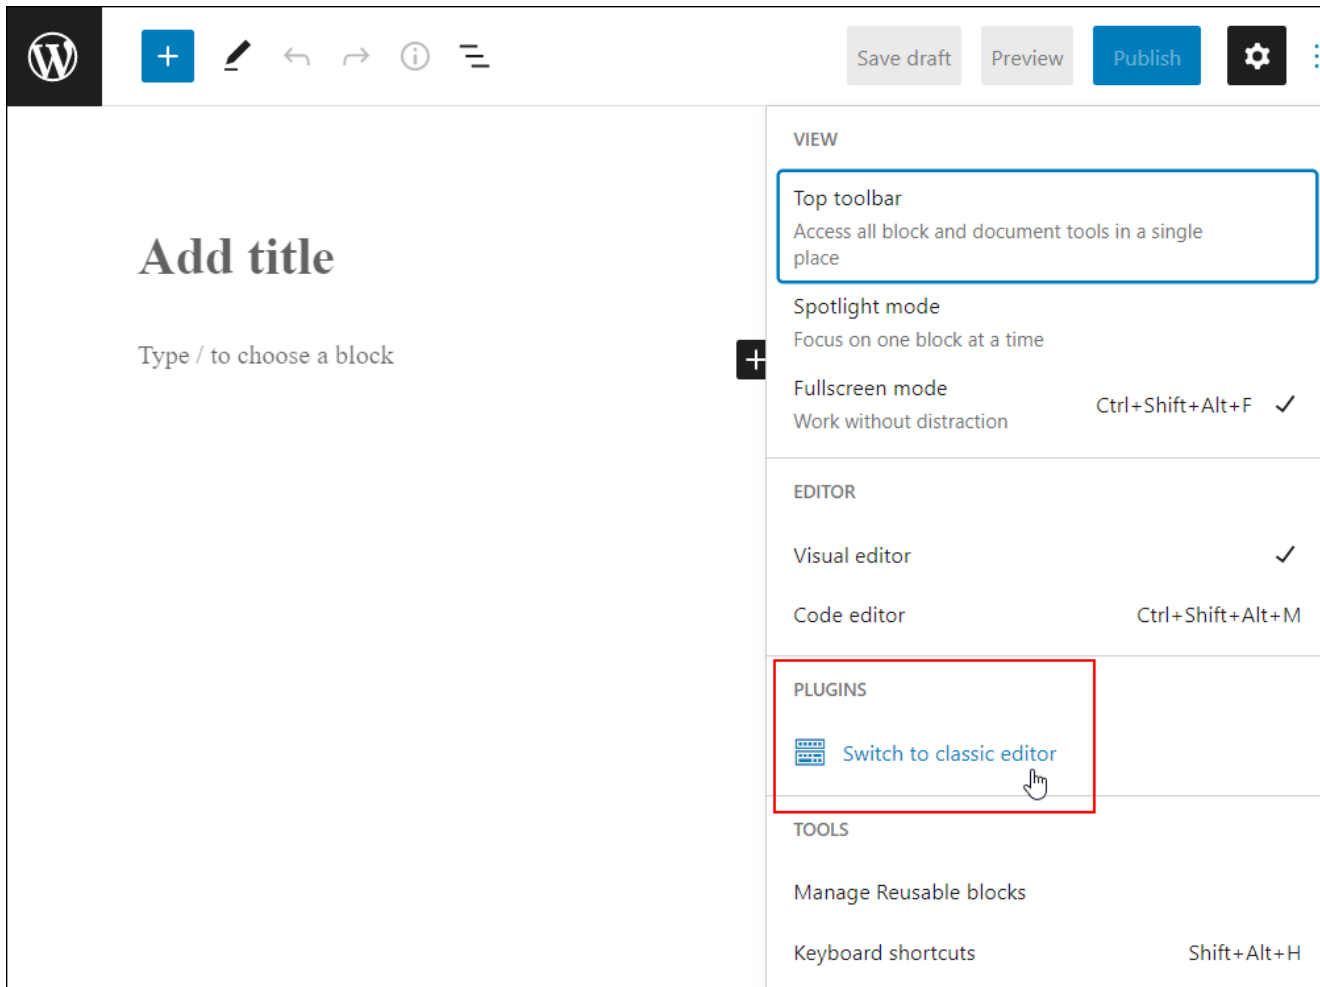 Save draft
Preview
Publish
Add title
Type / to choose a block
VIEW
Top toolbar
Access all block and document tools in a single
place
Spotlight mode
Focus on one block at a time
Fullscreen mode
Work without distraction
Ctrl+Shift+Alt+F
EDITOR
Visual editor
Code editor
Ctrl+Shift+Alt+M
PLUGINS
Switch to classic editor
TOOLS
Manage Reusable blocks
Keyboard shortcuts
Shift+Alt+H